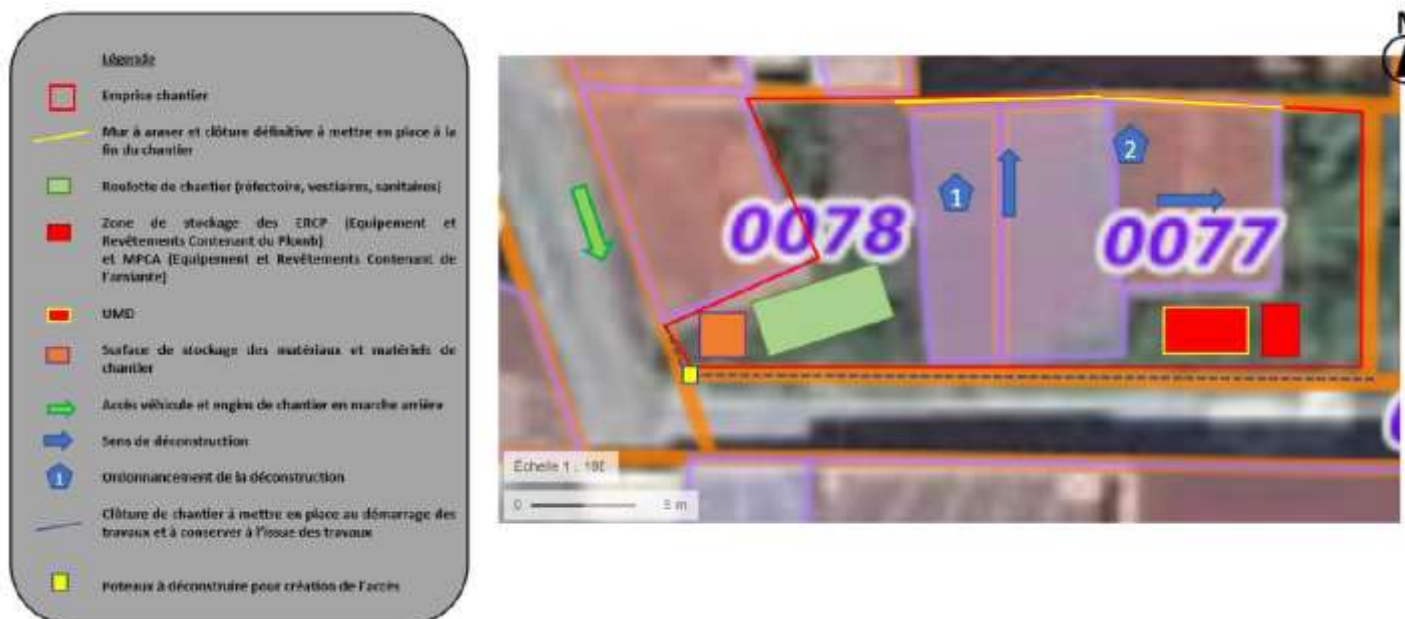 Légende
Emprise chantier
Mur à araser et clôture définitive à mettre en place à la
fin du chantier
Roulotte de chantier (réfectoire, vestiaires, sanitaires)
Zone de stockage des ERCP (Equipement et
Revêtements Contenant du Plomb)
et MPCA (Equipement et Revêtements Contenant de
l'amiante)
UMD
Surface de stockage des matériaux et matériels de
chantier
Accès véhicule et engins de chantier en marche arrière
Sens de déconstruction
1
Ordonnancement de la déconstruction
Clôture de chantier à mettre en place au démarrage des
travaux et à conserver à l'issue des travaux
Poteaux à déconstruire pour création de l'accès
N
2
1
0078
0077
Échelle 1 :
0
5 m